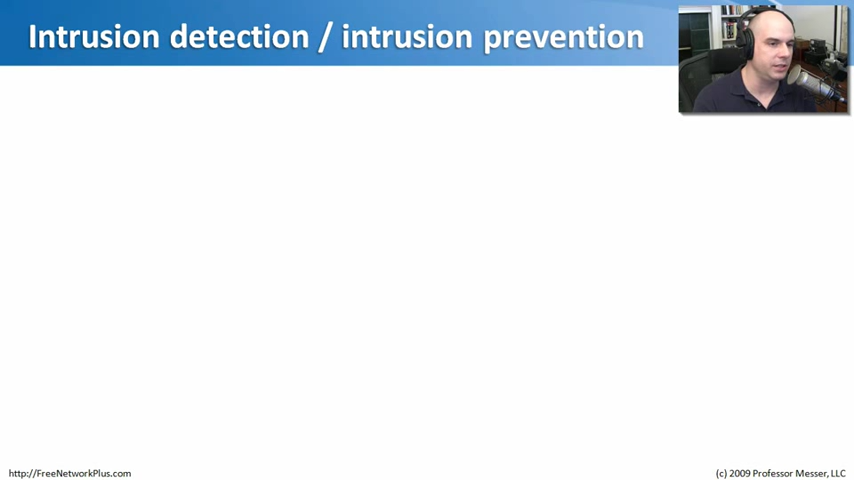 Intrusion detection / intrusion prevention
http://FreeNetworkPlus.com
(c) 2009 Professor Messer, LLC